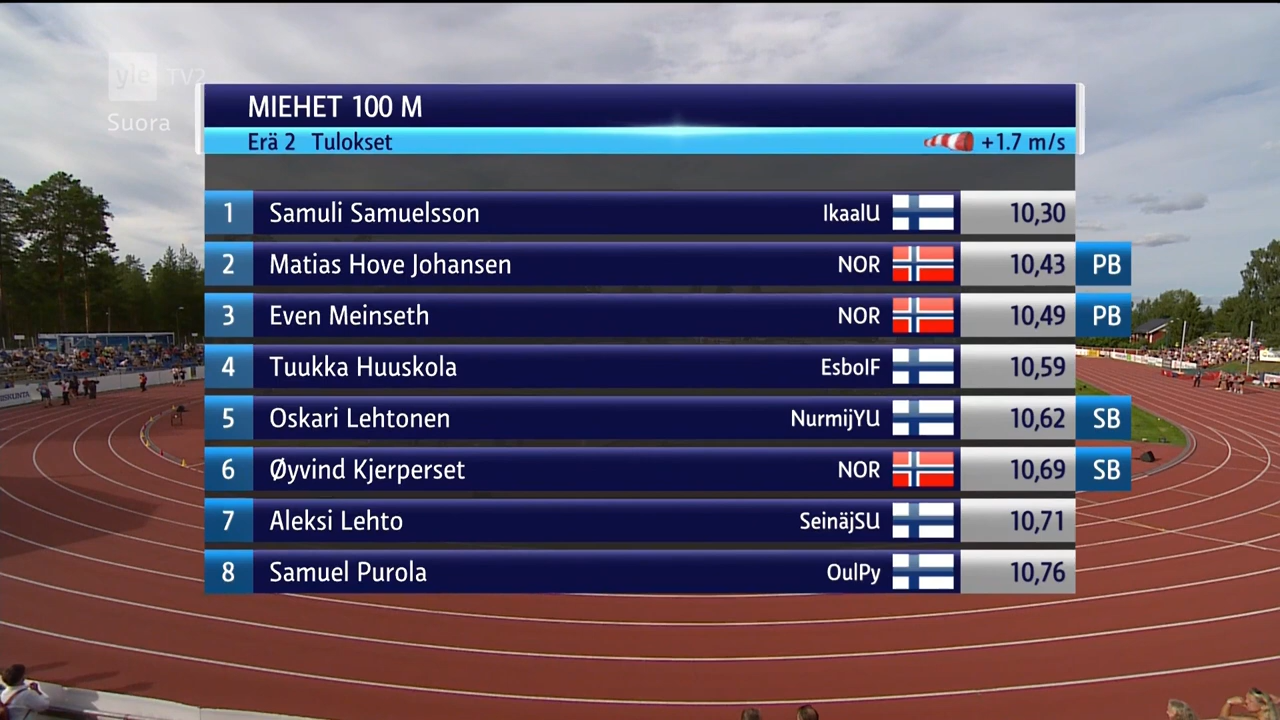 yle TV2
Suora
MIEHET 100 M
Erä 2 Tulokset +1.7 m/s
1 Samuli Samuelsson IkaalU 10,30
2 Matias Hove Johansen NOR 10,43 PB
3 Even Meinseth NOR 10,49 PB
4 Tuukka Huuskola EsboIF 10,59
5 Oskari Lehtonen NurmijYU 10,62 SB
6 Øyvind Kjerperset NOR 10,69 SB
7 Aleksi Lehto SeinäjSU 10,71
8 Samuel Purola OulPy 10,76